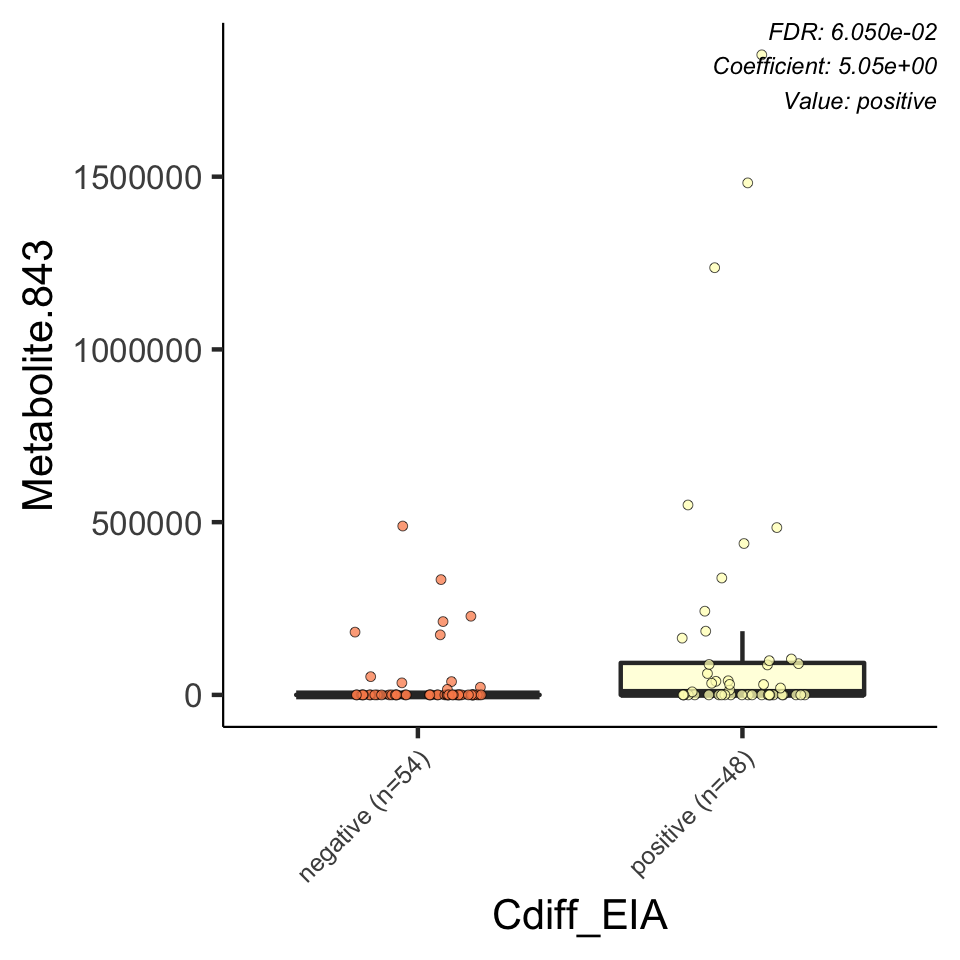 FDR: 6.050e-02
Coefficient: 5.05e+00
Value: positive
1500000
1000000
500000
0
Metabolite.843
negative (n=54)
positive (n=48)
Cdiff_EIA